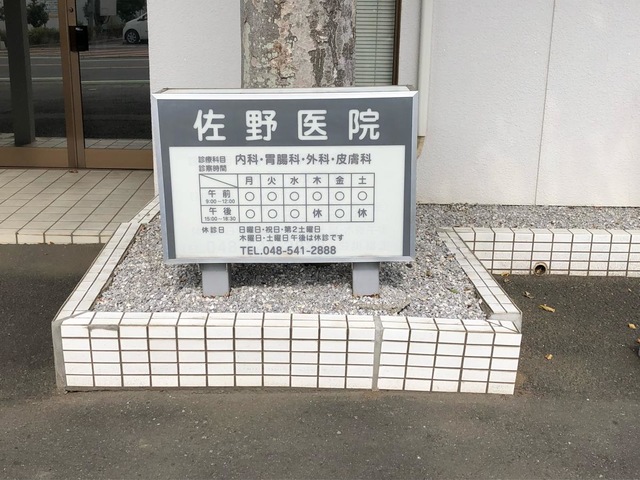 佐野医院
診療科目 内科・胃腸科・外科・皮膚科
診察時間
月 火 水 木 金 土
午前 9:00〜12:00 ○ ○ ○ ○ ○ ○
午後 15:00〜18:30 ○ ○ ○ 休 ○ 休
休診日 日曜日・祝日・第2土曜日
木曜日・土曜日午後は休診です
TEL.048-541-2888